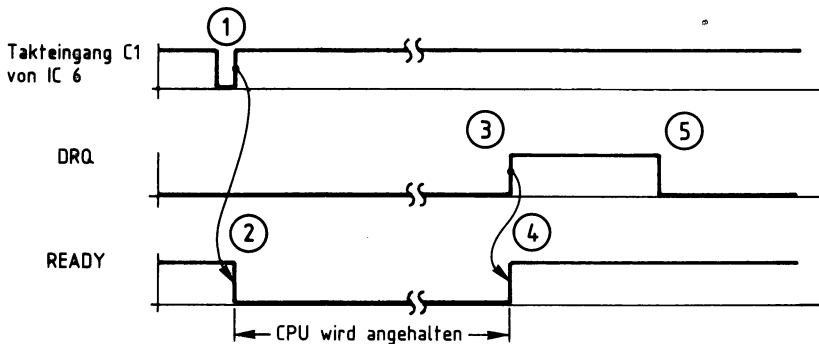 1
Takteingang C1
von IC 6
3
5
DRQ
2
4
READY
CPU wird angehalten